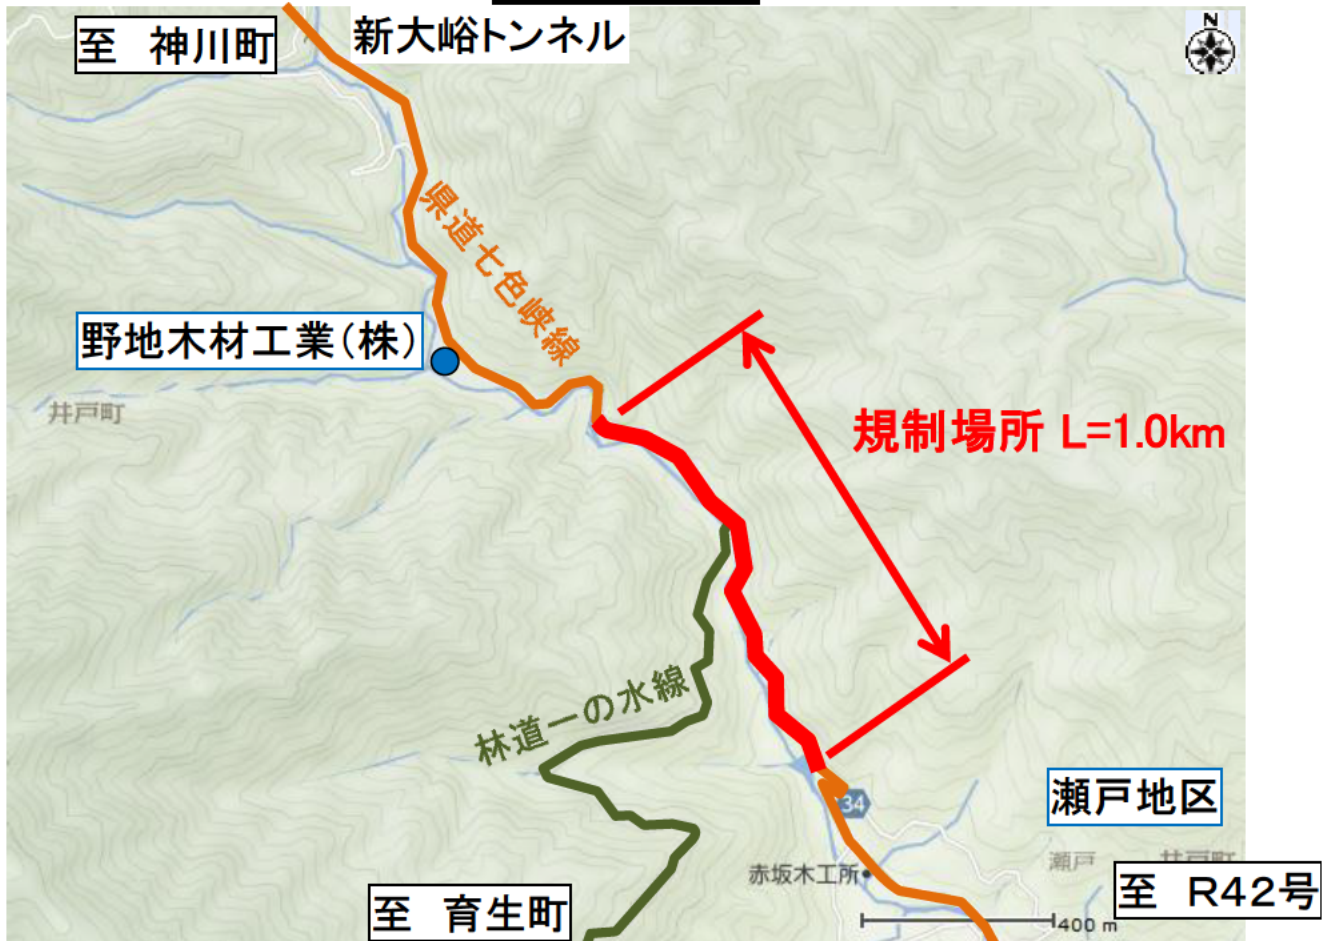 至 神川町
新大峪トンネル
N
県道七色峡線
野地木材工業(株)
井戸町
規制場所 L=1.0km
林道一の水線
34
瀬戸地区
瀬戸
井戸町
赤坂木工所
至 R42号
至 育生町
400 m